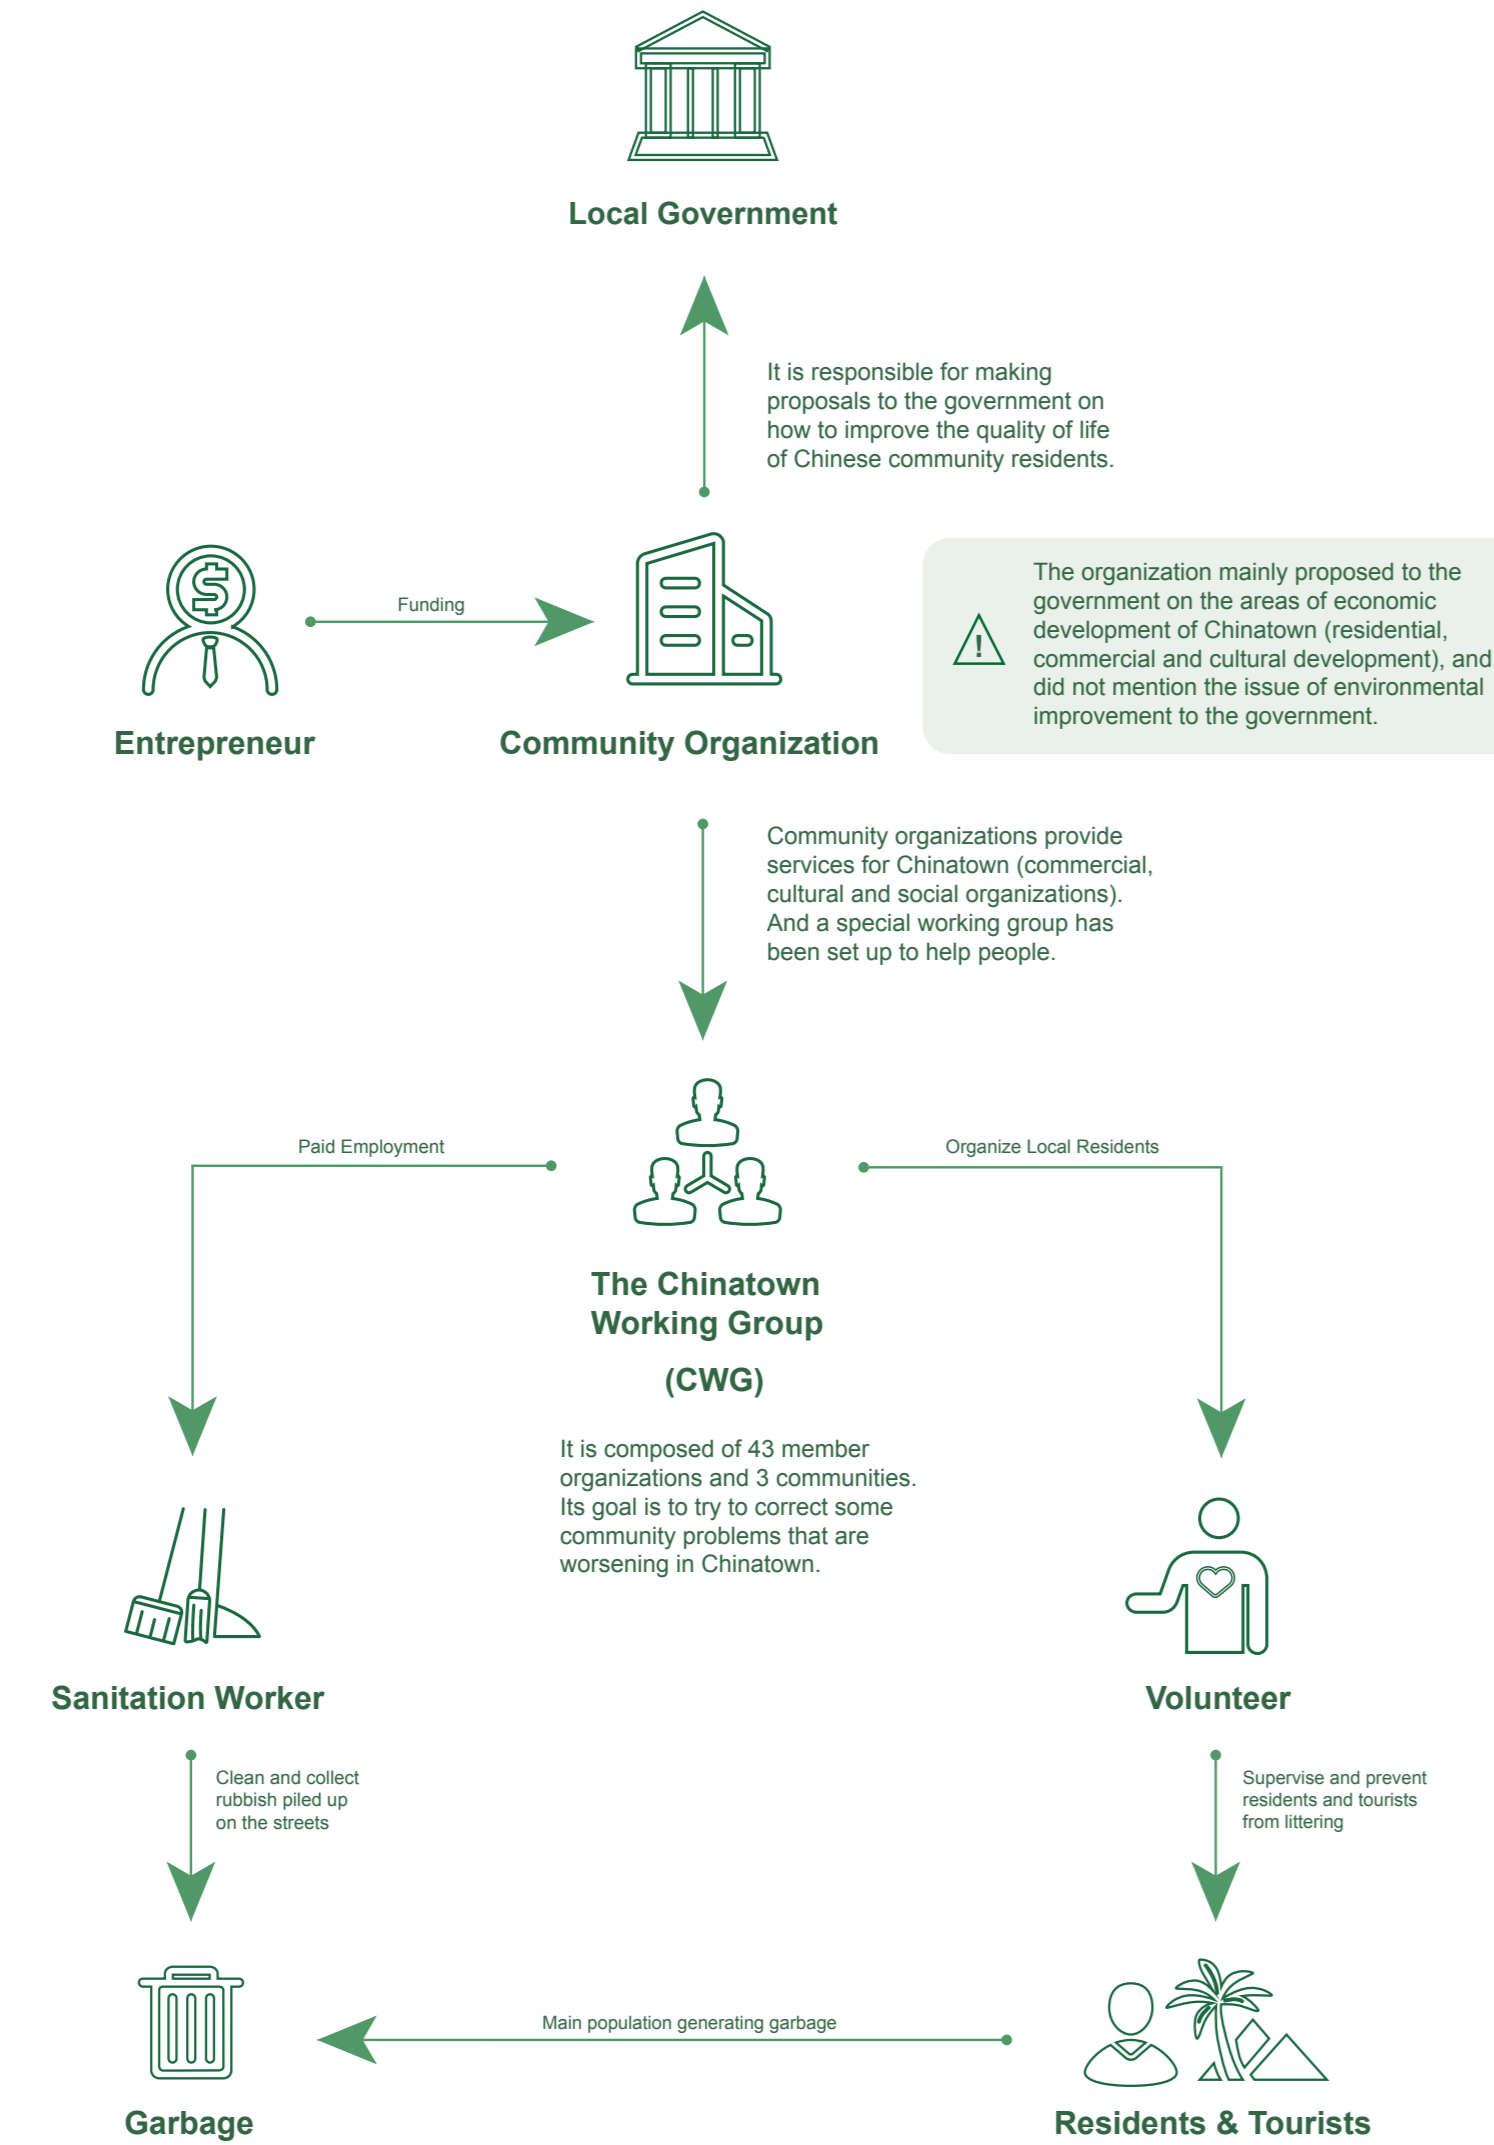 Local Government
It is responsible for making
proposals to the government on
how to improve the quality of life
of Chinese community residents.
$
Funding
Entrepreneur
Community Organization
!
The organization mainly proposed to the
government on the areas of economic
development of Chinatown (residential,
commercial and cultural development), and
did not mention the issue of environmental
improvement to the government.
Community organizations provide
services for Chinatown (commercial,
cultural and social organizations).
And a special working group has
been set up to help people.
Paid Employment
Organize Local Residents
The Chinatown
Working Group
(CWG)
It is composed of 43 member
organizations and 3 communities.
Its goal is to try to correct some
community problems that are
worsening in Chinatown.
Sanitation Worker
Volunteer
Clean and collect
rubbish piled up
on the streets
Supervise and prevent
residents and tourists
from littering
Main population generating garbage
Garbage
Residents & Tourists